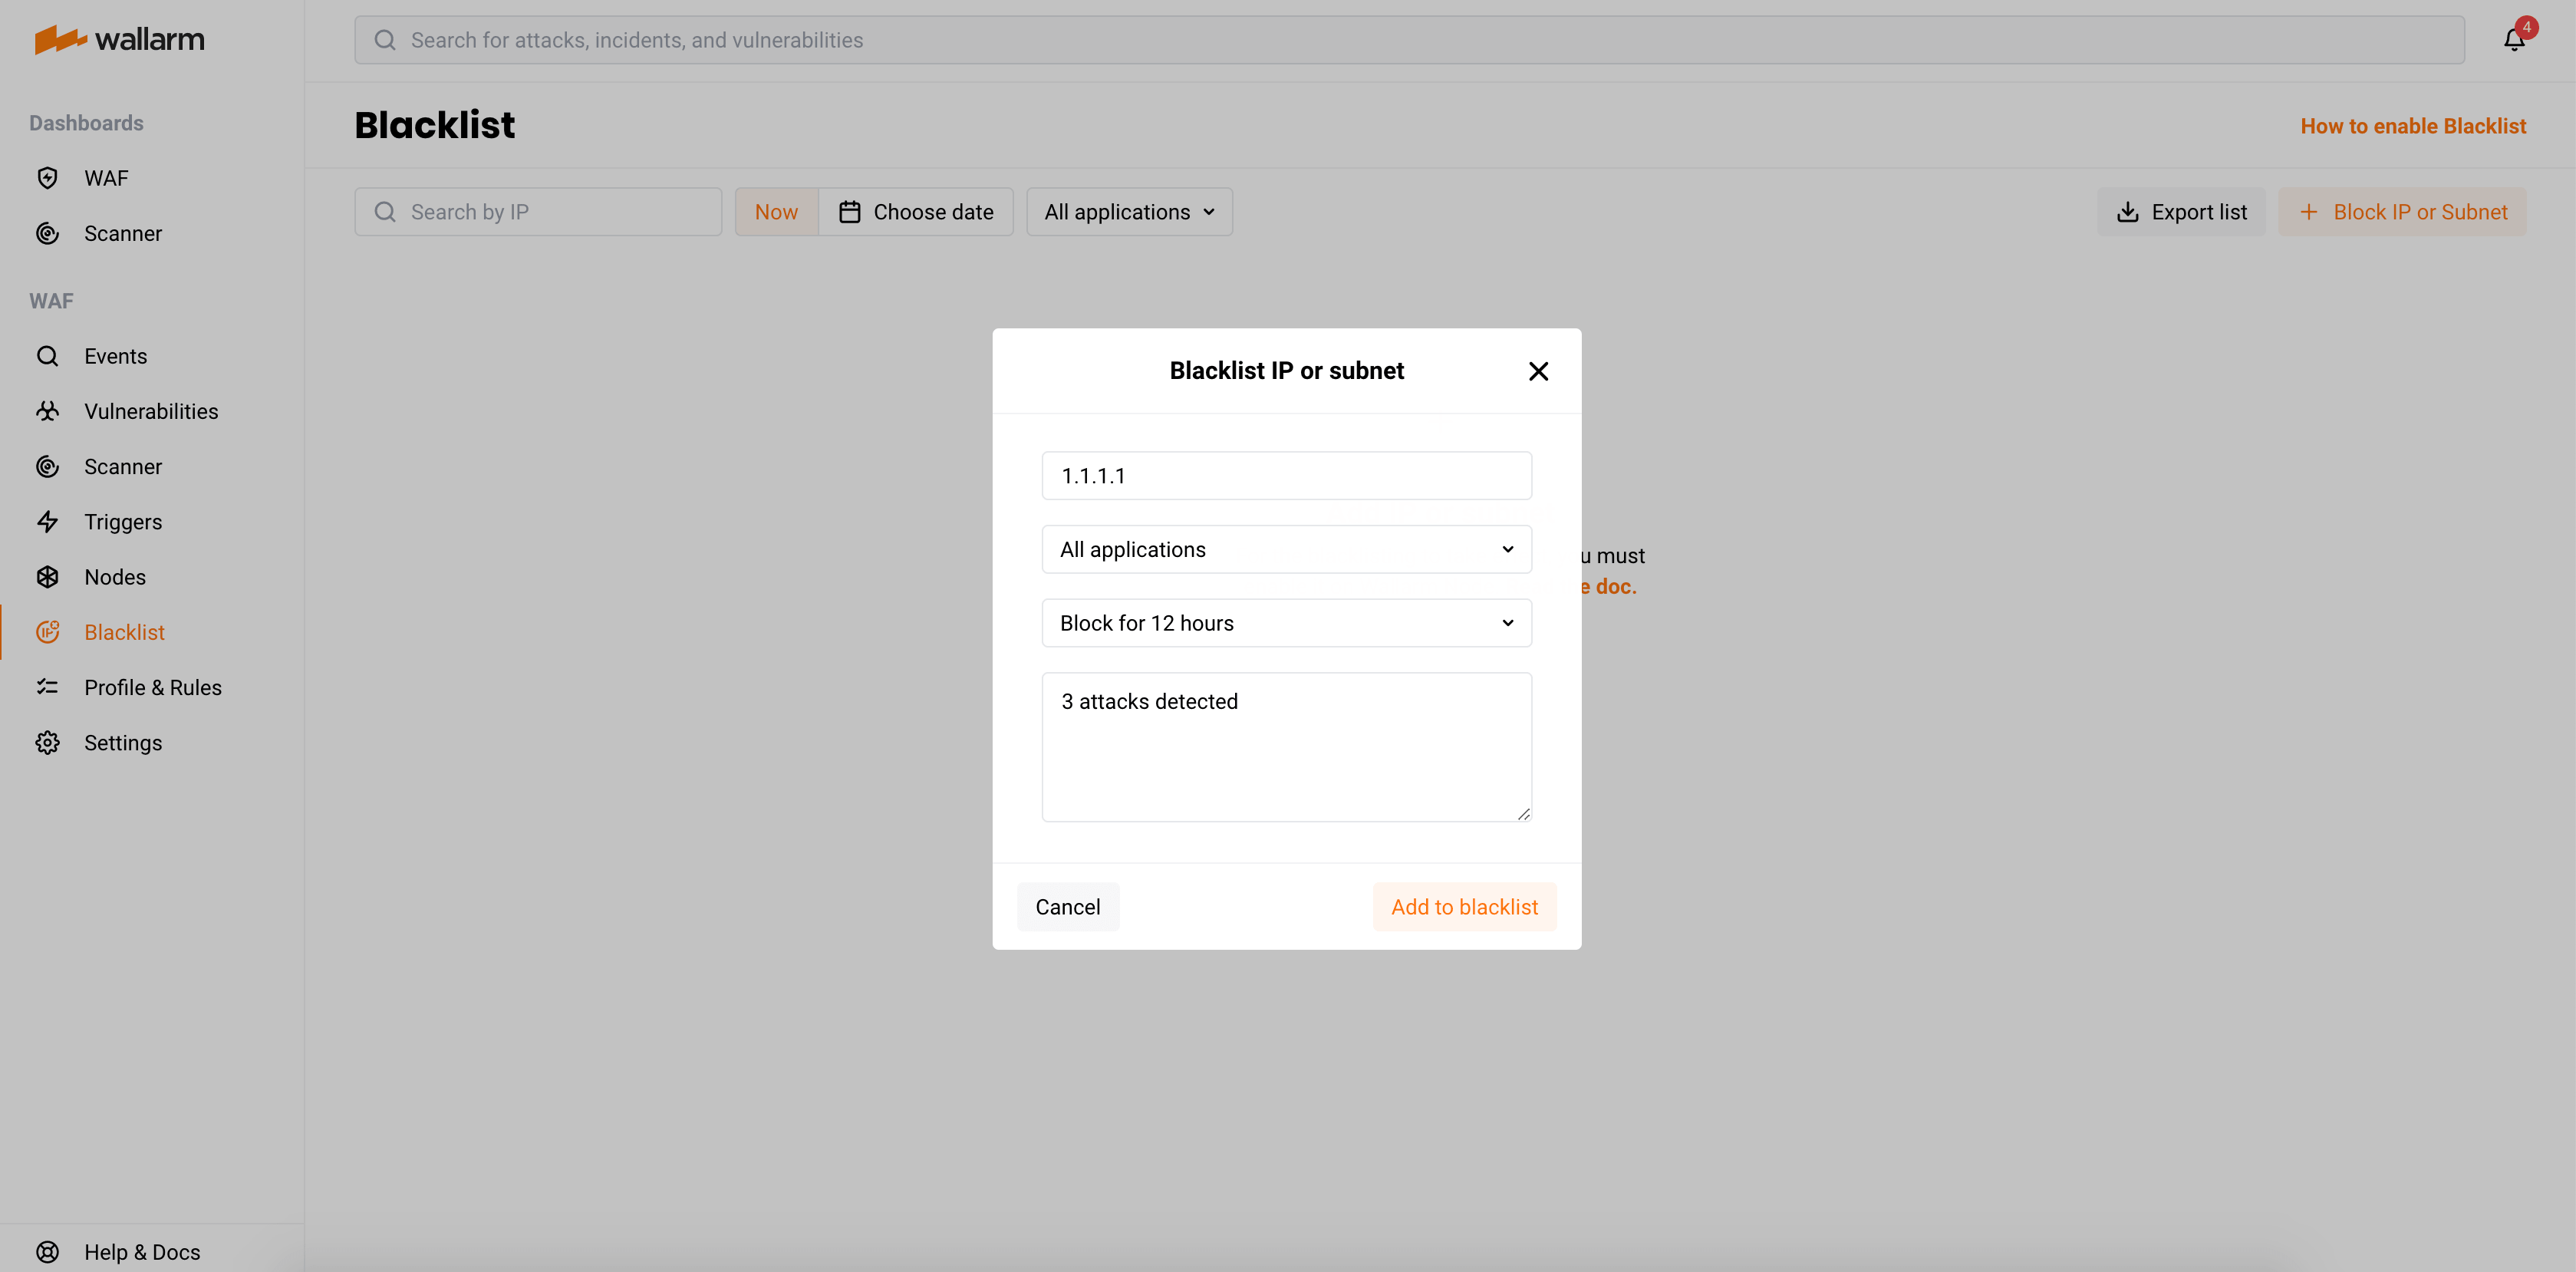 wallarm
Search for attacks, incidents, and vulnerabilities
4
Dashboards
WAF
Scanner
WAF
Events
Vulnerabilities
Scanner
Triggers
Nodes
Blacklist
Profile & Rules
Settings
Help & Docs
Blacklist
How to enable Blacklist
Search by IP
Now
Choose date
All applications
Export list
Block IP or Subnet
Blacklist IP or subnet
1.1.1.1
All applications
Block for 12 hours
3 attacks detected
Cancel
Add to blacklist
must
doc.